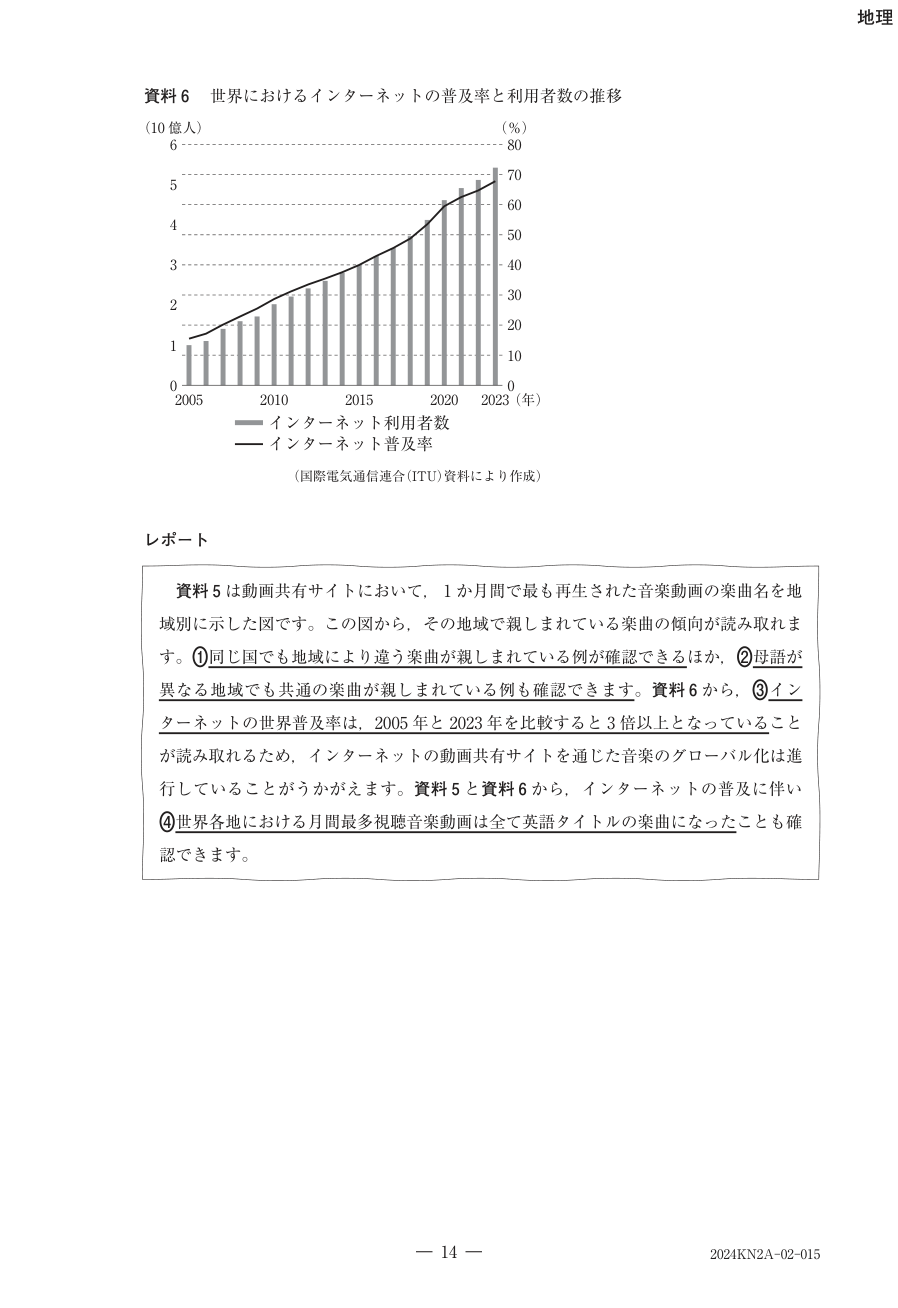 地理
資料6 世界におけるインターネットの普及率と利用者数の推移
(10億人) (%)
6 80
70
5
60
4
50
3 40
30
2
20
1
10
0 0
2005 2010 2015 2020 2023(年)
インターネット利用者数
インターネット普及率
(国際電気通信連合(ITU)資料により作成)
レポート
資料5は動画共有サイトにおいて，1か月間で最も再生された音楽動画の楽曲名を地
域別に示した図です。この図から，その地域で親しまれている楽曲の傾向が読み取れま
す。①同じ国でも地域により違う楽曲が親しまれている例が確認できるほか，②母語が
異なる地域でも共通の楽曲が親しまれている例も確認できます。資料6から，③イン
ターネットの世界普及率は，2005年と2023年を比較すると3倍以上となっていること
が読み取れるため，インターネットの動画共有サイトを通じた音楽のグローバル化は進
行していることがうかがえます。資料5と資料6から，インターネットの普及に伴い
④世界各地における月間最多視聴音楽動画は全て英語タイトルの楽曲になったことも確
認できます。
— 14 —
2024KN2A-02-015